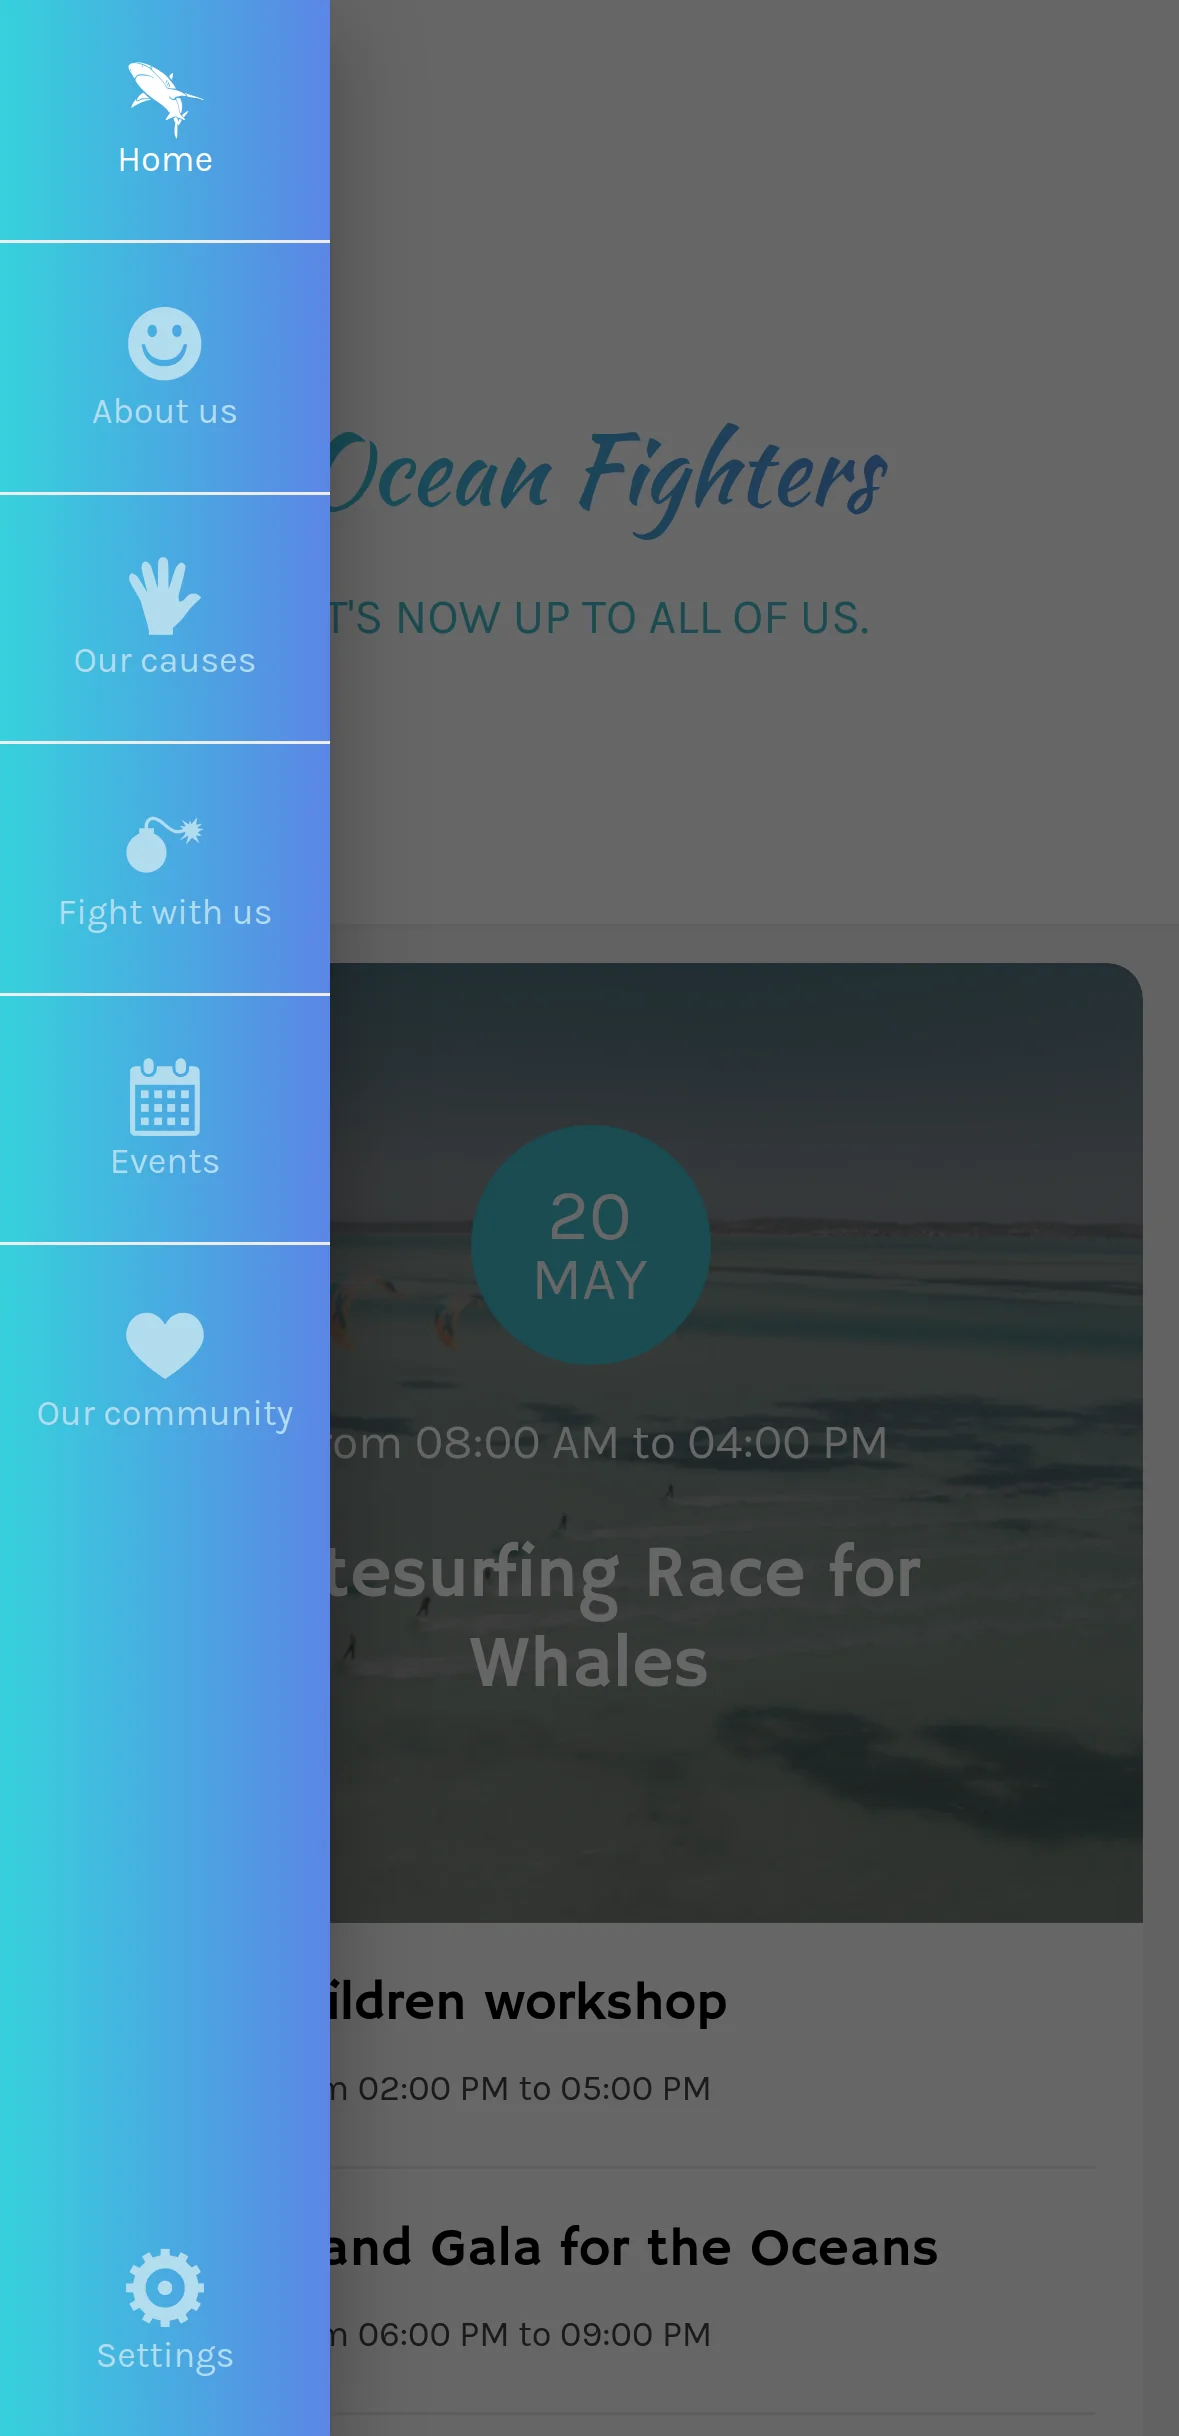 Home
About us
Our causes
Fight with us
Events
Our community
Settings
Ocean Fighters
T'S NOW UP TO ALL OF US.
20
MAY
rom 08:00 AM to 04:00 PM
tesurfing Race for
Whales
ildren workshop
m 02:00 PM to 05:00 PM
and Gala for the Oceans
m 06:00 PM to 09:00 PM